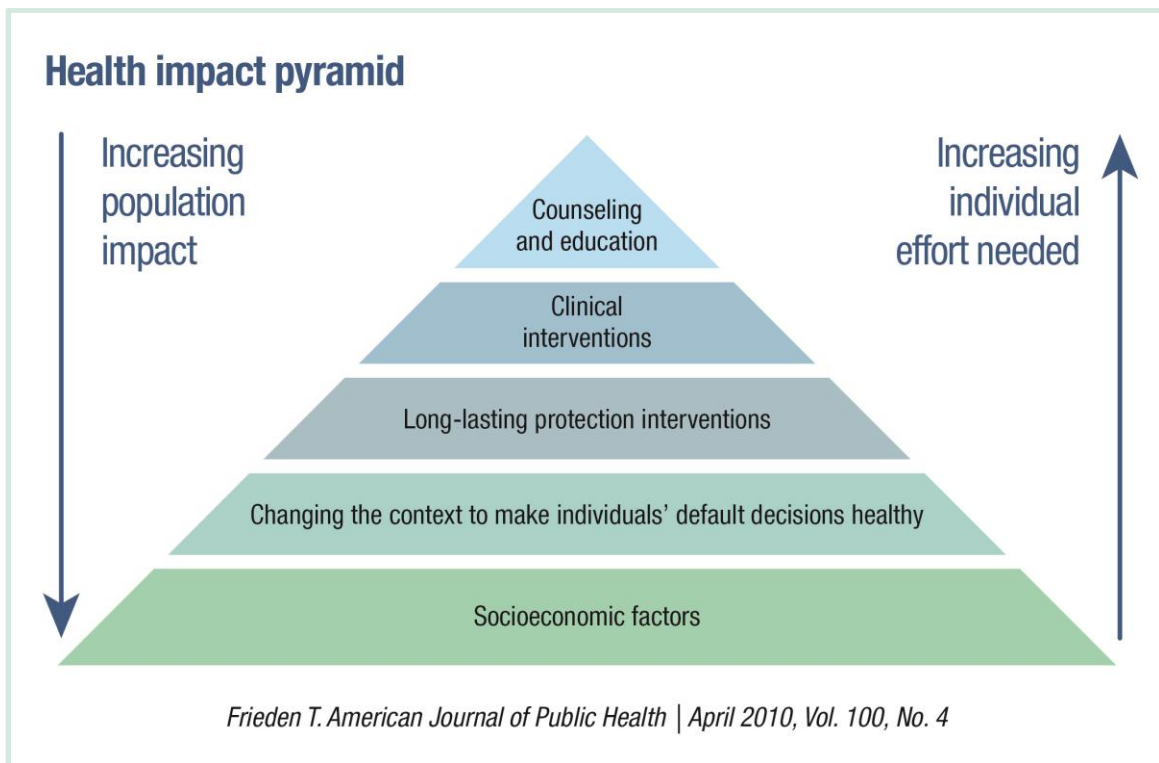 Health impact pyramid
Increasing
population
impact
Increasing
individual
effort needed
Counseling
and education
Clinical
interventions
Long-lasting protection interventions
Changing the context to make individuals’ default decisions healthy
Socioeconomic factors
Frieden T. American Journal of Public Health | April 2010, Vol. 100, No. 4